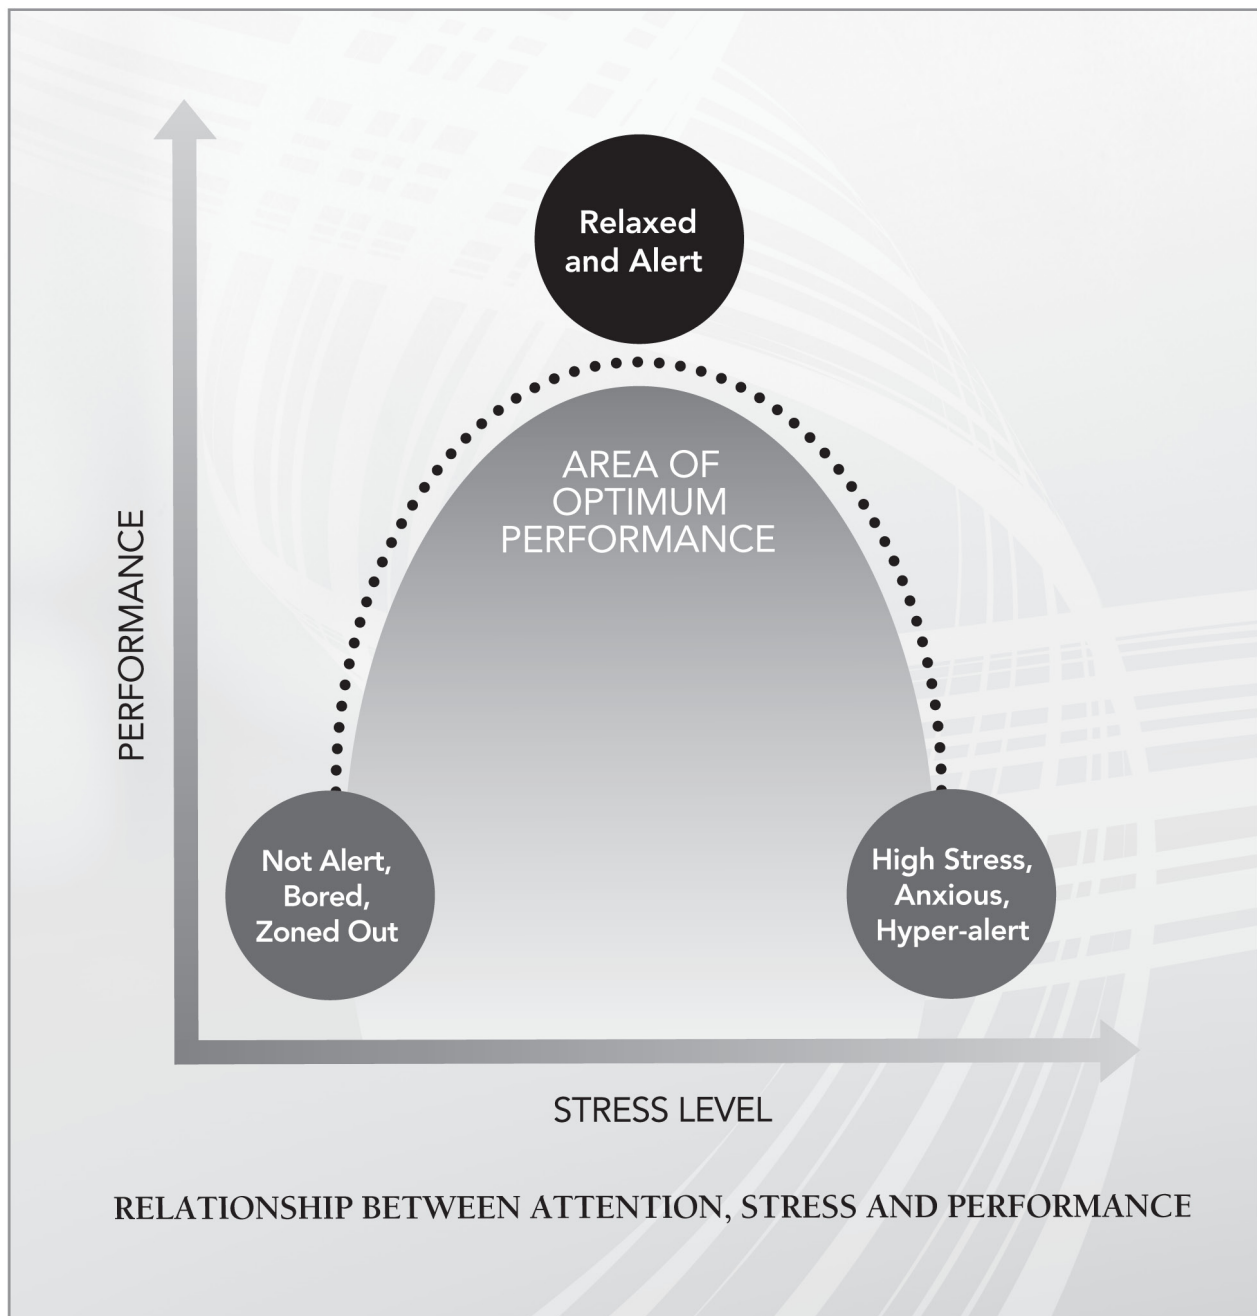 Relaxed
and Alert
AREA OF
OPTIMUM
PERFORMANCE
PERFORMANCE
Not Alert,
Bored,
Zoned Out
High Stress,
Anxious,
Hyper-alert
STRESS LEVEL
RELATIONSHIP BETWEEN ATTENTION, STRESS AND PERFORMANCE